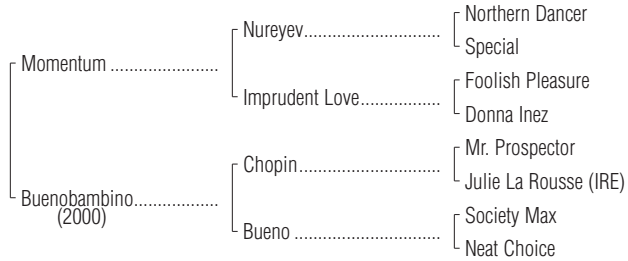 Northern Dancer
Nureyev
Special
Momentum
Foolish Pleasure
Imprudent Love
Donna Inez
Mr. Prospector
Chopin
Julie La Rousse (IRE)
Buenobambino
(2000)
Society Max
Bueno
Neat Choice